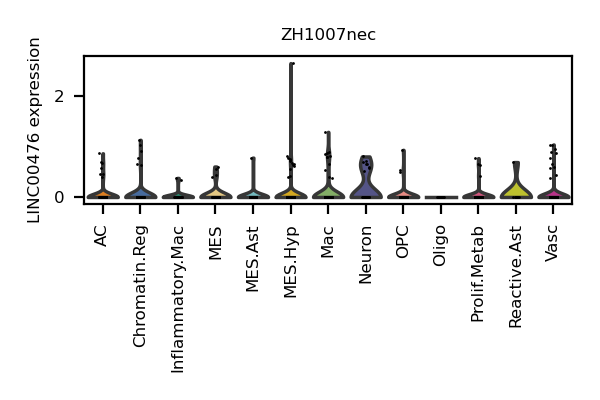 ZH1007nec
LINC00476 expression
2
0
AC
Chromatin.Reg
Inflammatory.Mac
MES
MES.Ast
MES.Hyp
Mac
Neuron
OPC
Oligo
Prolif.Metab
Reactive.Ast
Vasc